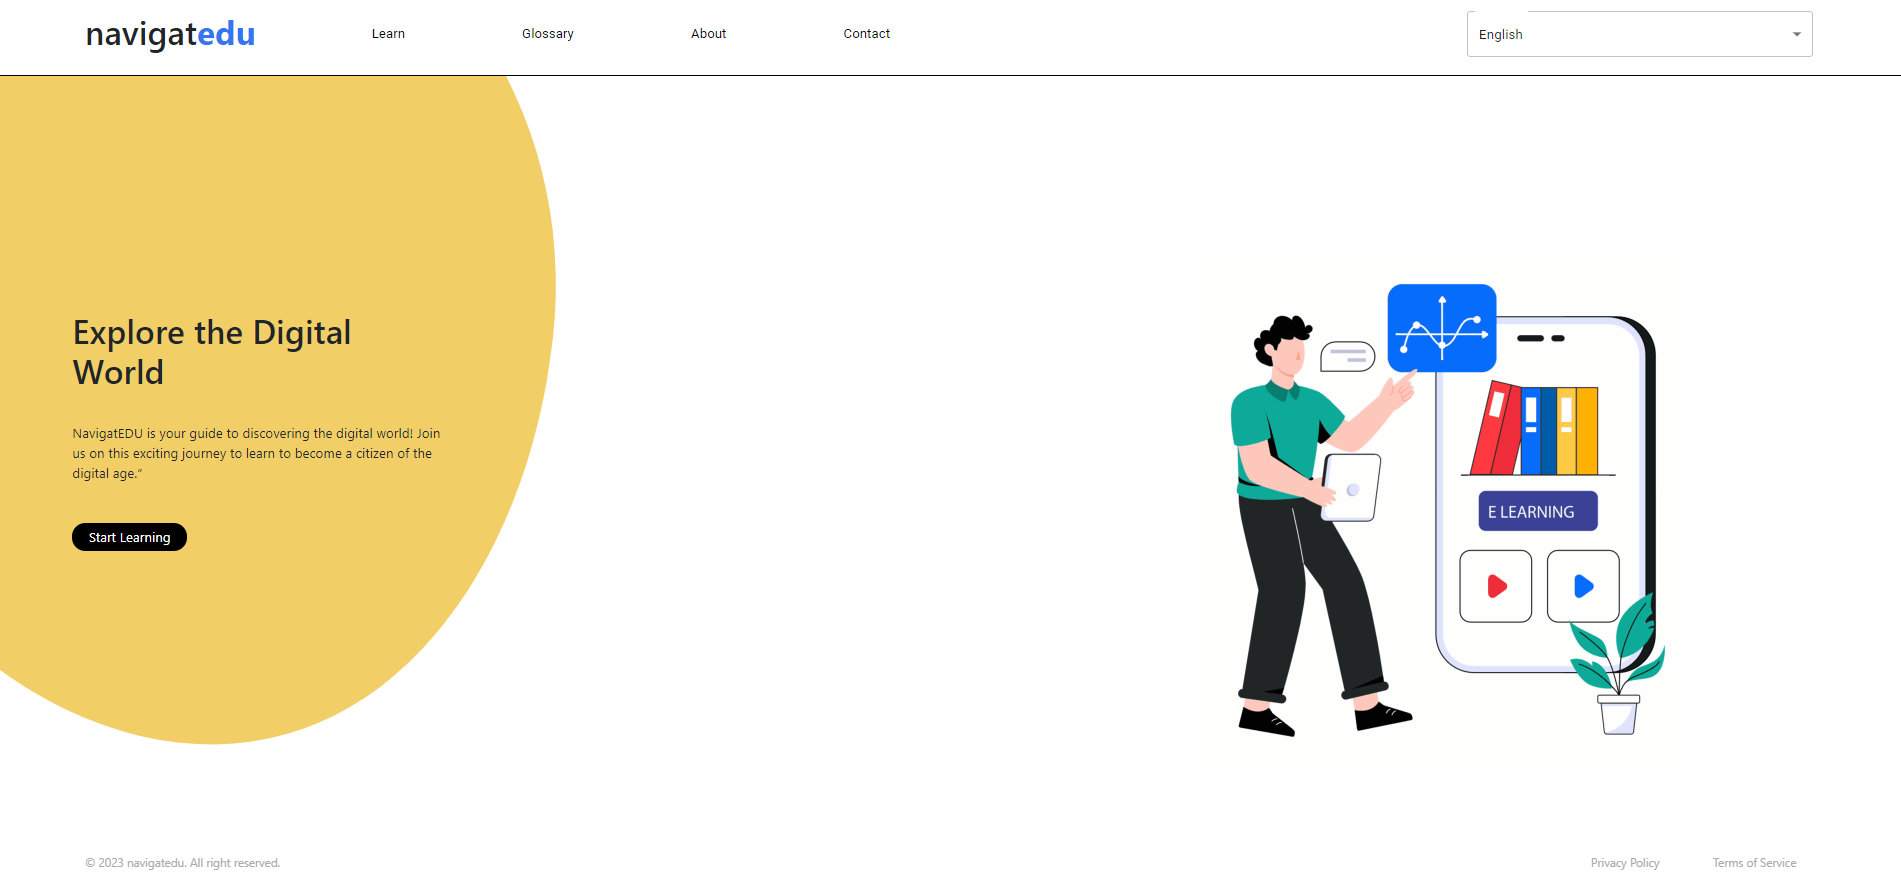 navigatedu
Learn
Glossary
About
Contact
English
Explore the Digital
World
NavigatEDU is your guide to discovering the digital world! Join
us on this exciting journey to learn to become a citizen of the
digital age.”
Start Learning
E LEARNING
© 2023 navigatedu. All right reserved.
Privacy Policy
Terms of Service